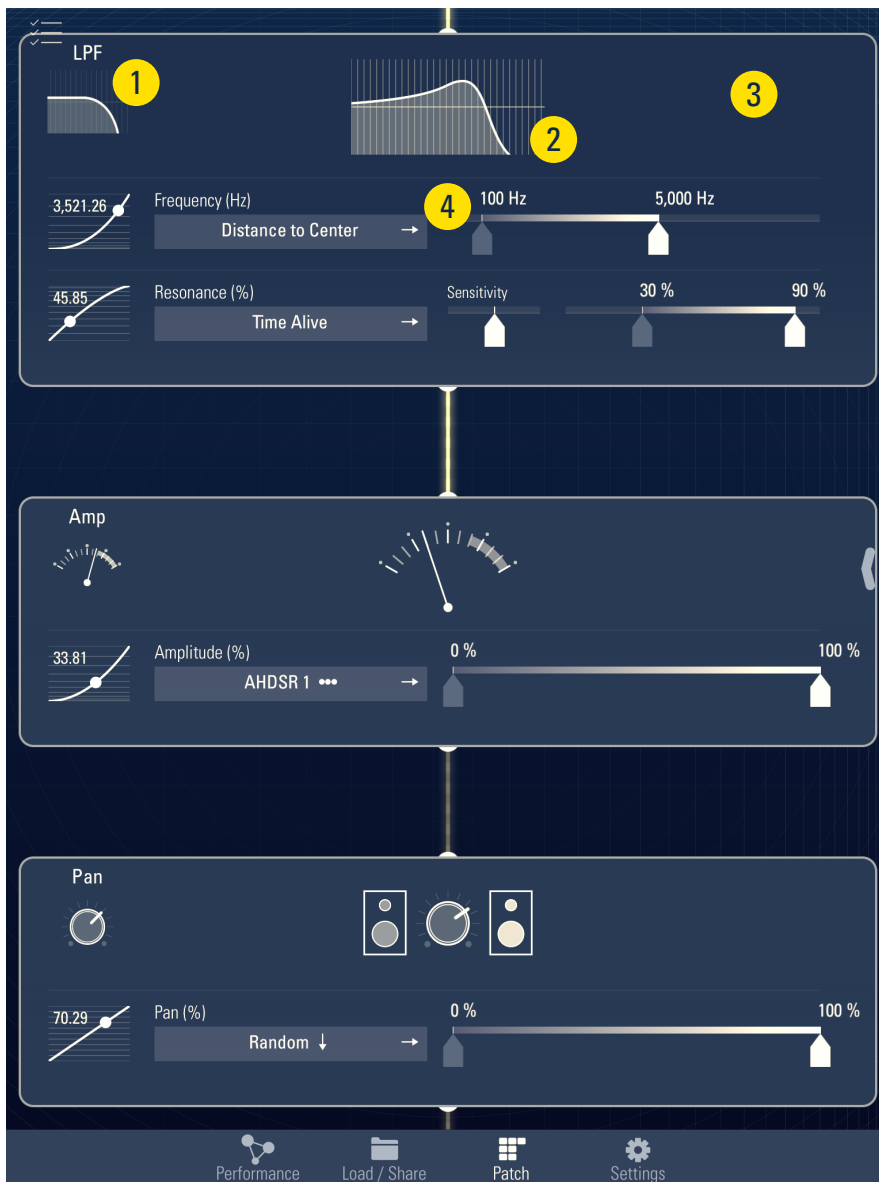 LPF
1
2
3
3,521.26
Frequency (Hz)
4
100 Hz
5,000 Hz
Distance to Center →
45.85
Resonance (%)
Sensitivity
30 %
90 %
Time Alive →
Amp
33.81
Amplitude (%)
0 %
100 %
AHDSR 1 ••• →
Pan
70.29
Pan (%)
0 %
100 %
Random ↓ →
Performance
Load / Share
Patch
Settings